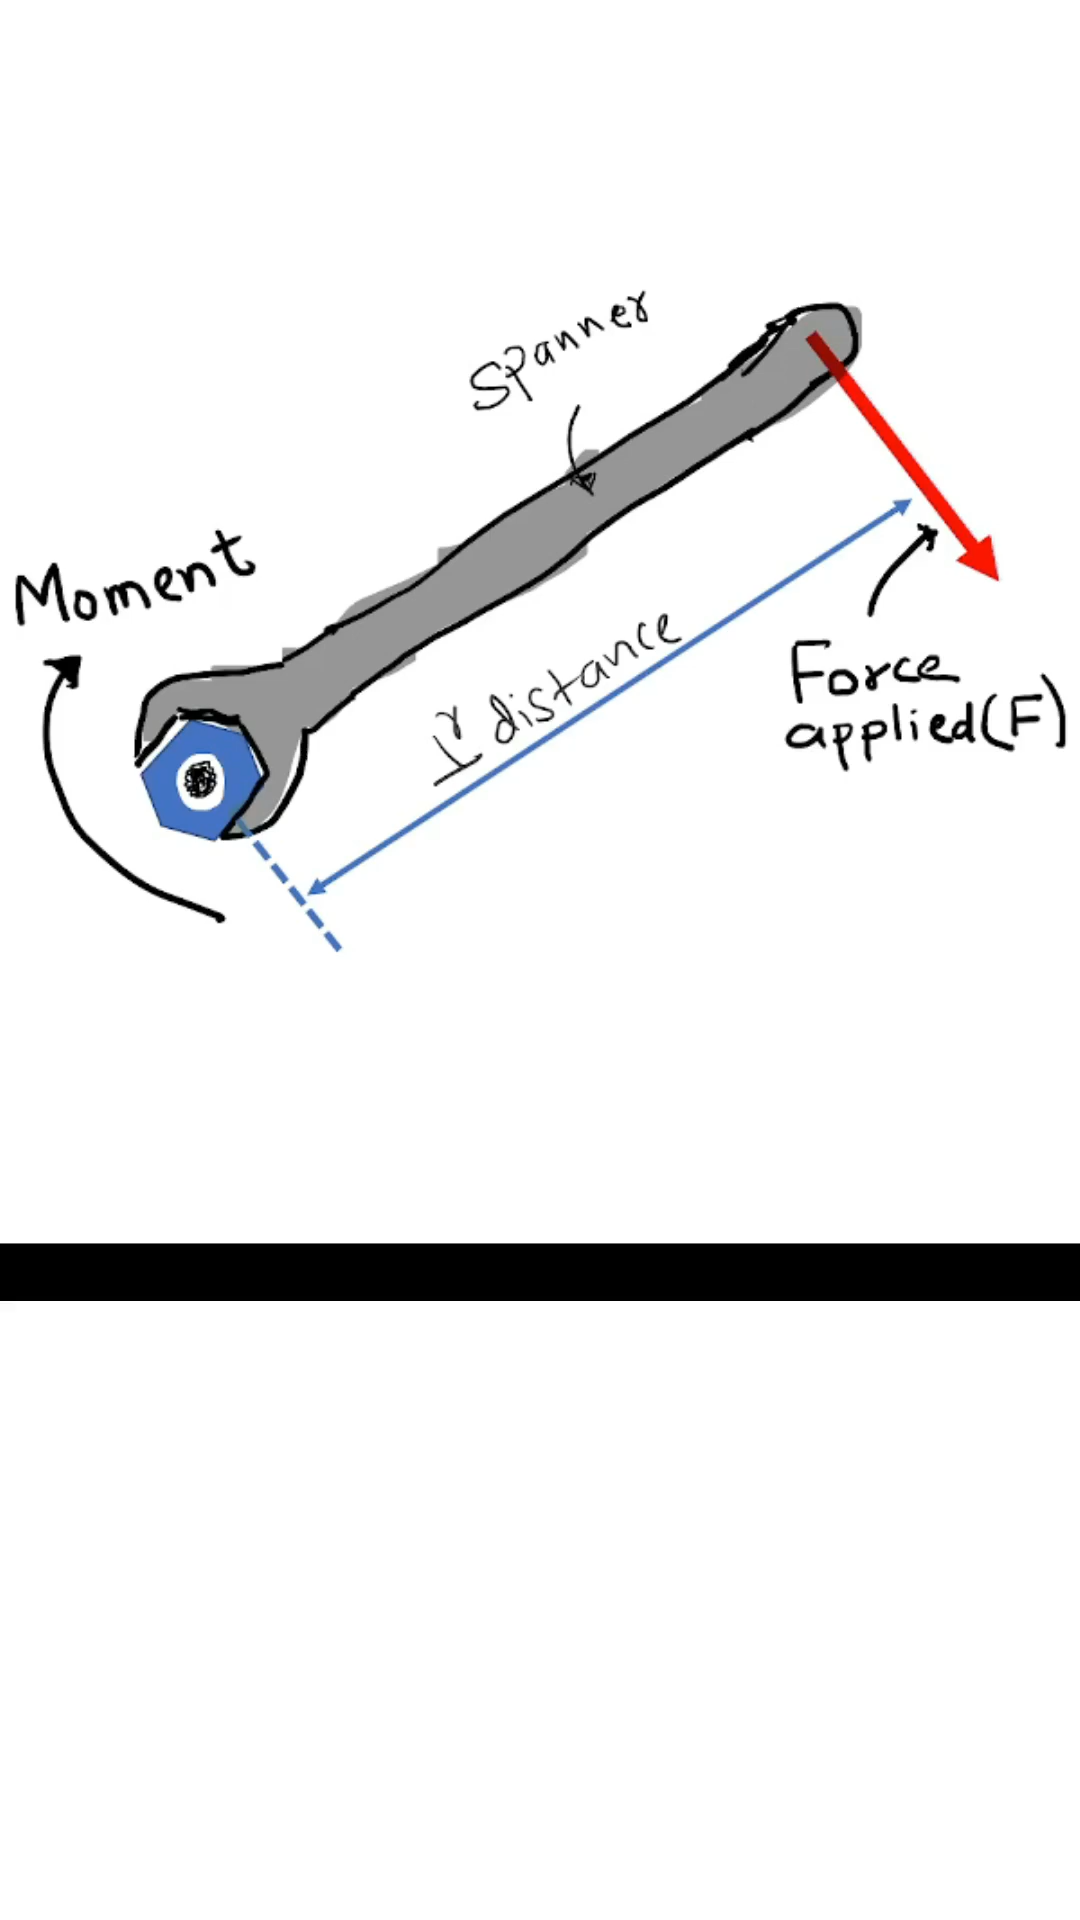 Spanner
Moment
⊥r distance
Force
applied(F)